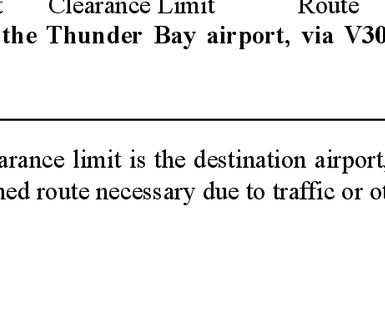 Clearance Limit Route
the Thunder Bay airport, via V30
arance limit is the destination airport,
ned route necessary due to traffic or ot